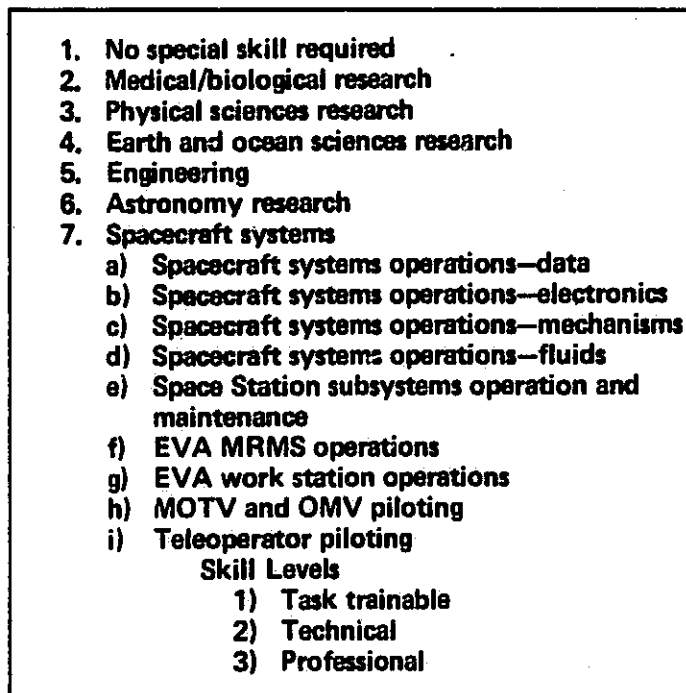 1. No special skill required
2. Medical/biological research
3. Physical sciences research
4. Earth and ocean sciences research
5. Engineering
6. Astronomy research
7. Spacecraft systems
a) Spacecraft systems operations—data
b) Spacecraft systems operations—electronics
c) Spacecraft systems operations—mechanisms
d) Spacecraft systems operations—fluids
e) Space Station subsystems operation and
maintenance
f) EVA MRMS operations
g) EVA work station operations
h) MOTV and OMV piloting
i) Teleoperator piloting
Skill Levels
1) Task trainable
2) Technical
3) Professional